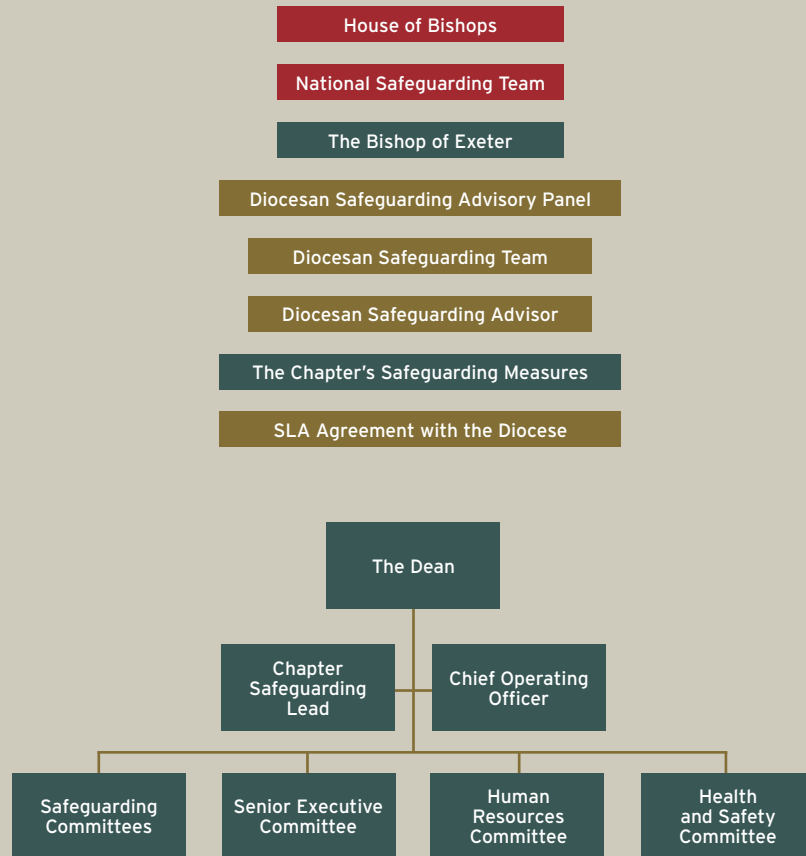 House of Bishops
National Safeguarding Team
The Bishop of Exeter
Diocesan Safeguarding Advisory Panel
Diocesan Safeguarding Team
Diocesan Safeguarding Advisor
The Chapter's Safeguarding Measures
SLA Agreement with the Diocese
The Dean
Chapter
Safeguarding
Lead
Chief Operating
Officer
Safeguarding
Committees
Senior Executive
Committee
Human
Resources
Committee
Health
and Safety
Committee